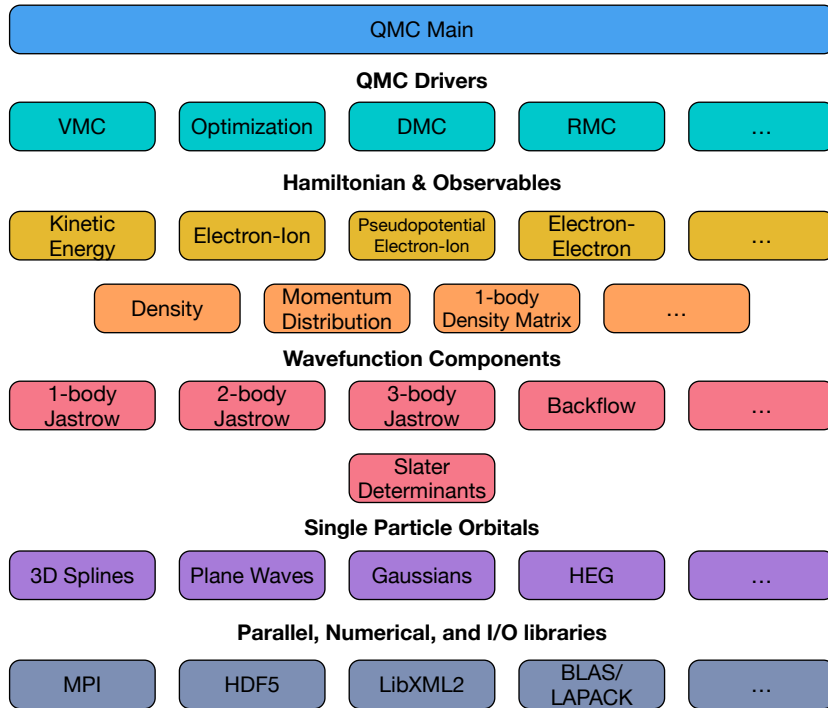 QMC Main
QMC Drivers
VMC
Optimization
DMC
RMC
…
Hamiltonian & Observables
Kinetic
Energy
Electron-Ion
Pseudopotential
Electron-Ion
Electron-
Electron
…
Density
Momentum
Distribution
1-body
Density Matrix
…
Wavefunction Components
1-body
Jastrow
2-body
Jastrow
3-body
Jastrow
Backflow
…
Slater
Determinants
Single Particle Orbitals
3D Splines
Plane Waves
Gaussians
HEG
…
Parallel, Numerical, and I/O libraries
MPI
HDF5
LibXML2
BLAS/
LAPACK
…